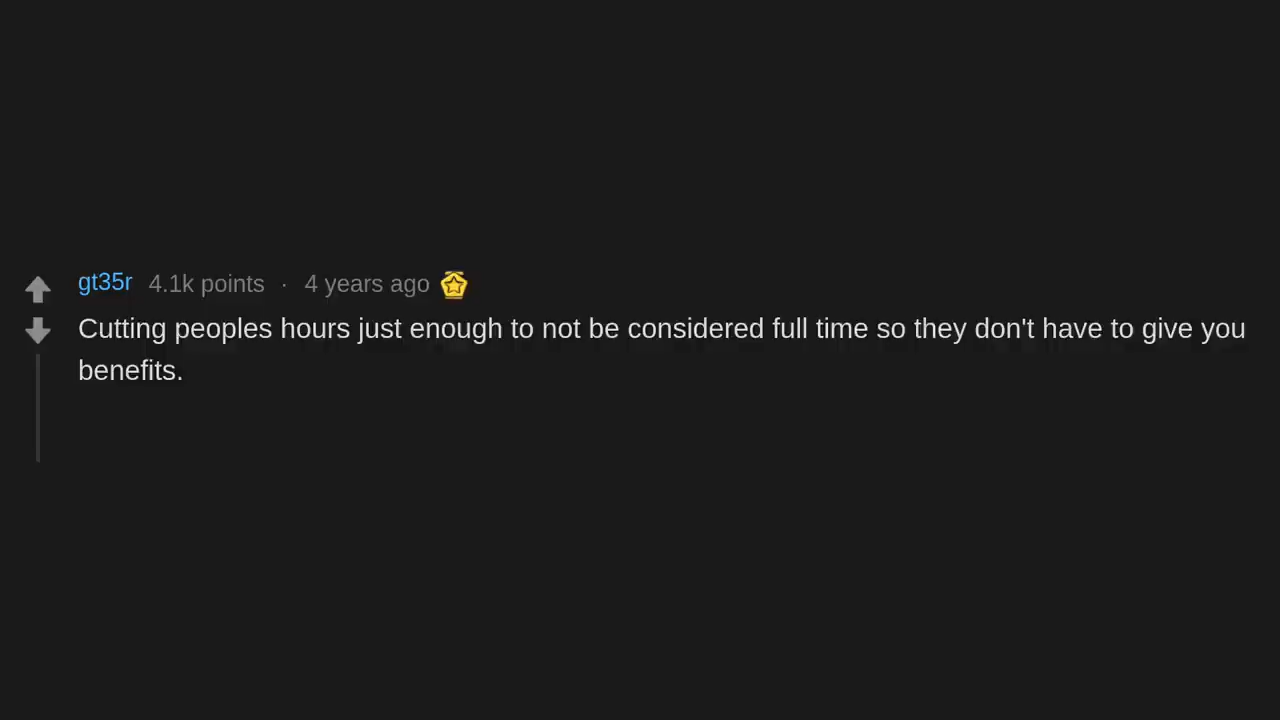 gt35r 4.1k points · 4 years ago
Cutting peoples hours just enough to not be considered full time so they don't have to give you
benefits.